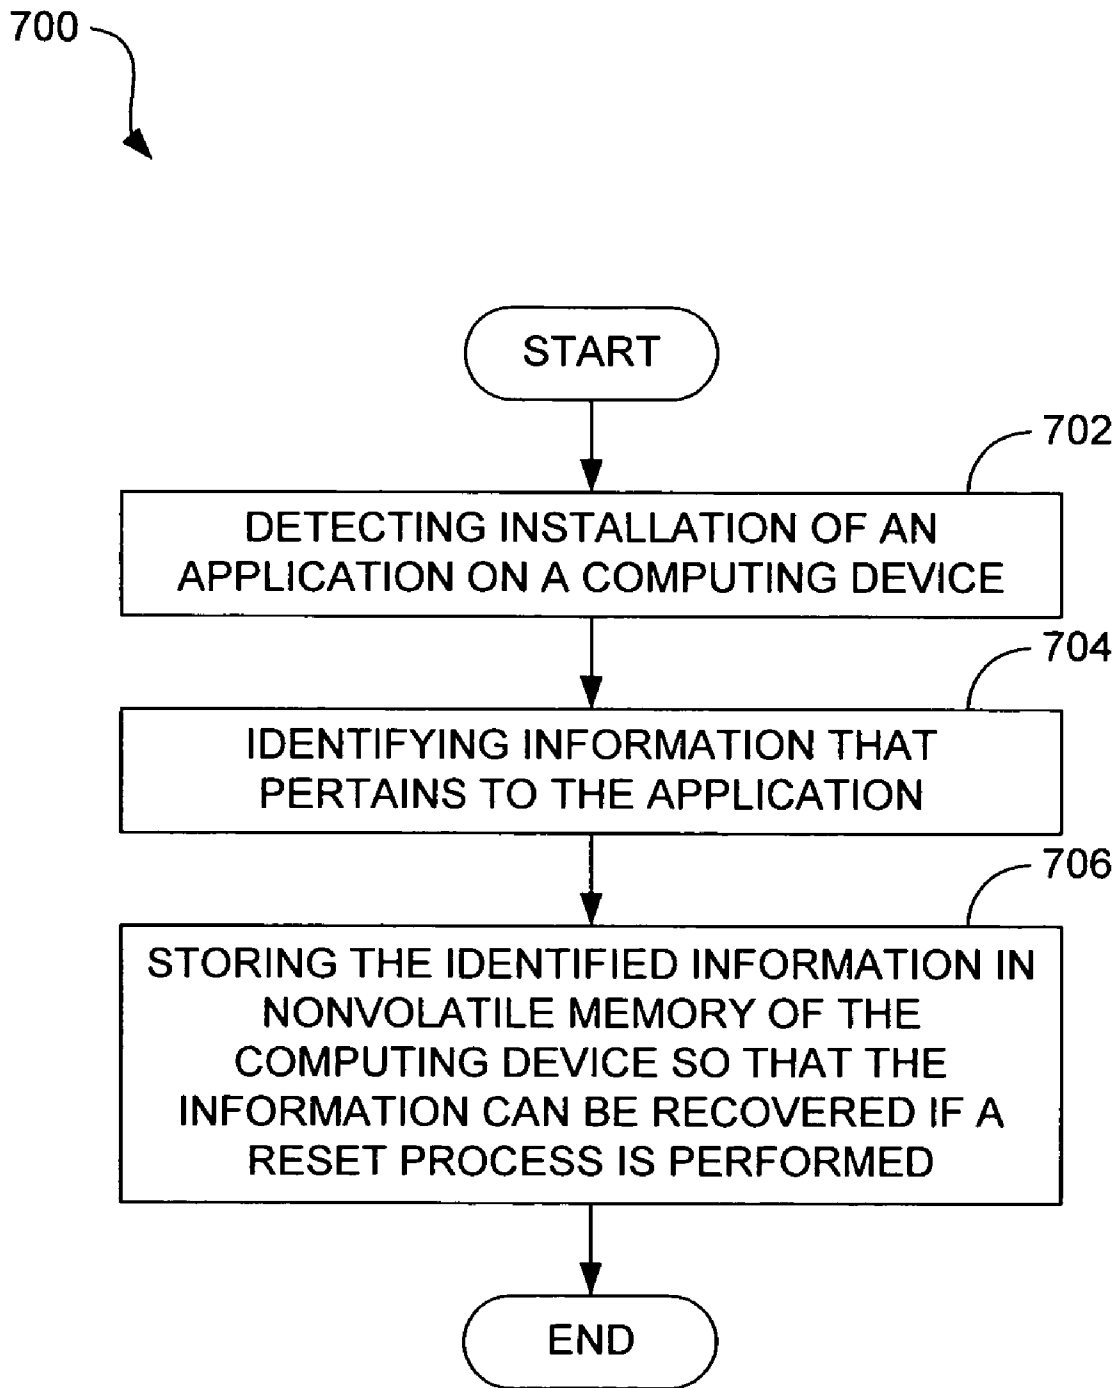 700
START
702
DETECTING INSTALLATION OF AN
APPLICATION ON A COMPUTING DEVICE
704
IDENTIFYING INFORMATION THAT
PERTAINS TO THE APPLICATION
706
STORING THE IDENTIFIED INFORMATION IN
NONVOLATILE MEMORY OF THE
COMPUTING DEVICE SO THAT THE
INFORMATION CAN BE RECOVERED IF A
RESET PROCESS IS PERFORMED
END